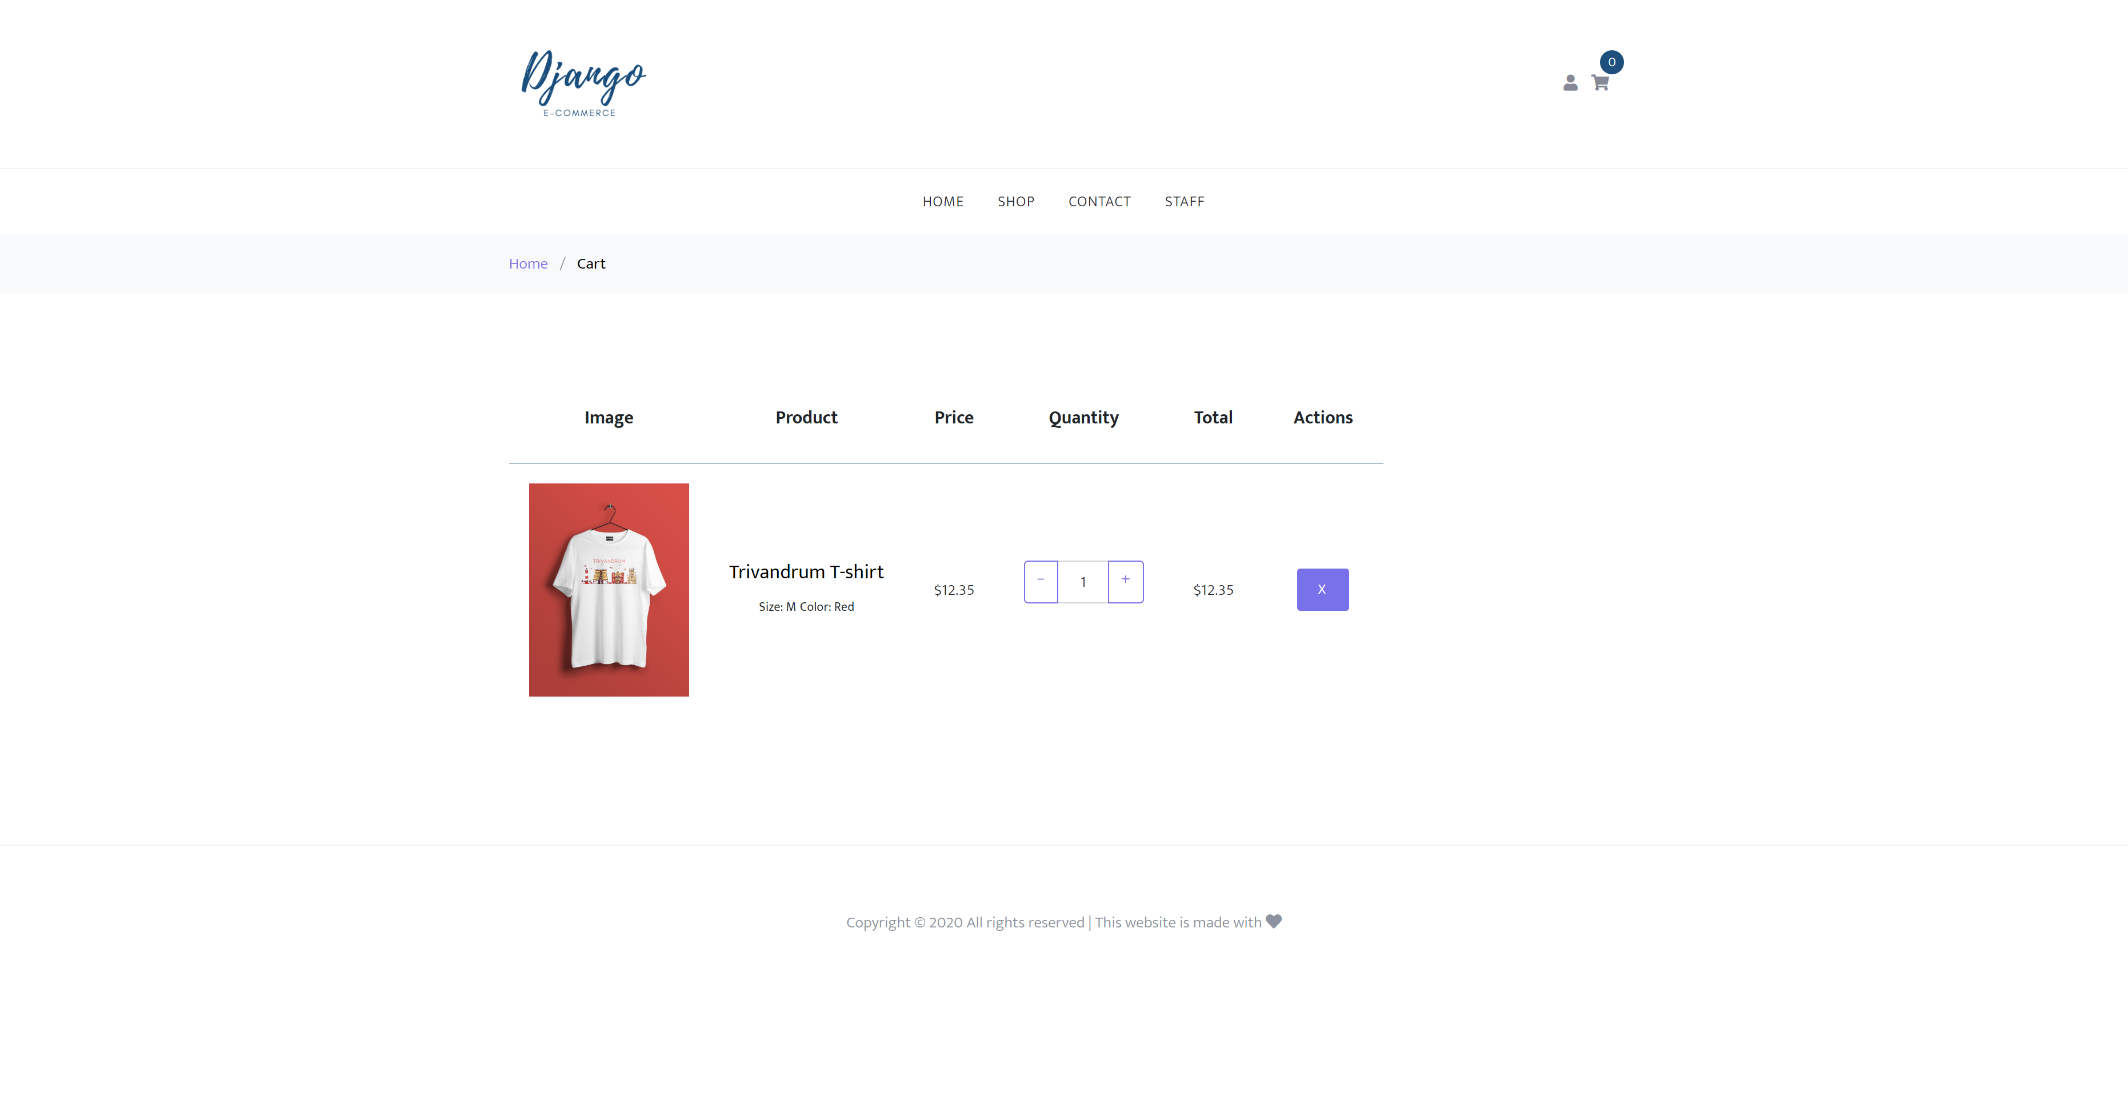 Django
E-COMMERCE
0
HOME SHOP CONTACT STAFF
Home / Cart
Image Product Price Quantity Total Actions
TRIVANDRUM
Trivandrum T-shirt
Size: M Color: Red
$12.35
- 1 +
$12.35
X
Copyright © 2020 All rights reserved | This website is made with